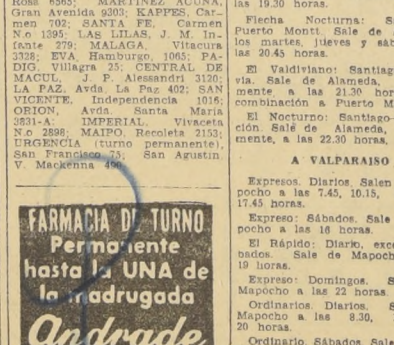 Rosa 6565; MARTINEZ ACUÑA,
Gran Avenida 9303; KAPPES, Car-
men 702; SANTA FE, Carmen
N.o 1395; LAS LILAS, J. M. In-
fante 279; MALAGA, Vitacura
3328; EVA, Hamburgo, 1065; PA-
DIG, Villagra 25; CENTRAL DE
MACUL, J. P. Alessandri 3120;
LA PAZ, Avda. La Paz 402; SAN
VICENTE, Independencia 1016;
ORION, Avda. Santa María
3831-A; IMPERIAL, Vivaceta
N.o 2898; MAIPO, Recoleta 2153;
URGENCIA (turno permanente),
San Francisco 75; San Agustín,
V. Mackenna 490.
FARMACIA DE TURNO
Permanente
hasta la UNA de
la madrugada
Andrade
las 19.30 horas.
Flecha Nocturna: S
Puerto Montt. Sale de
los martes, jueves y sáb
las 20.45 horas.
El Valdiviano: Santiag
via. Sale de Alameda,
mente, a las 21.30 hor
combinación a Puerto M
El Nocturno: Santiago-
ción. Sale de Alameda,
mente, a las 22.30 horas.
A VALPARAISO
Expresos. Diarios. Salen
pocho a las 7.45, 10.15,
17.45 horas.
Expreso: Sábados. Sale
pocho a las 16 horas.
El Rápido: Diario, exce
bados. Sale de Mapoch
19 horas.
Expreso: Domingos. S
Mapocho a las 22 horas.
Ordinarios. Diarios. S
Mapocho a las 8.30,
20 horas.
Ordinario. Sábados. Sale